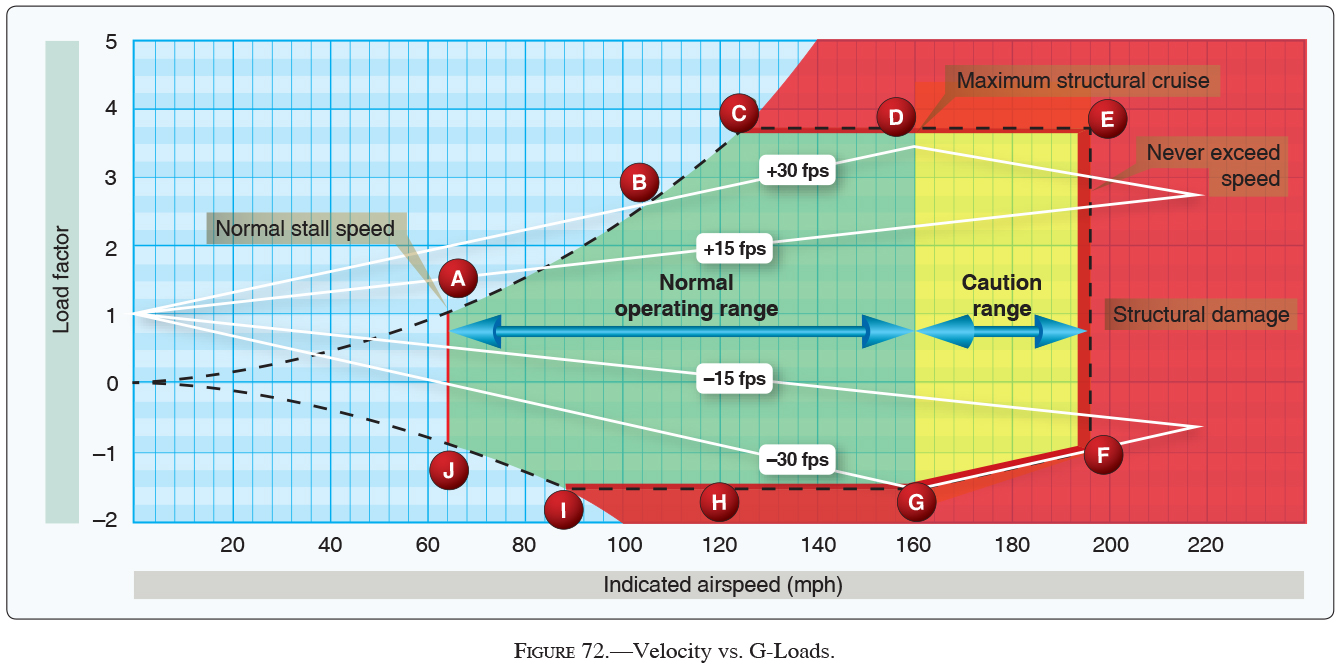 5
4
3
2
1
0
–1
–2
Load factor
C
D
Maximum structural cruise
E
Never exceed
speed
+30 fps
B
Normal stall speed
+15 fps
A
Normal
operating range
Caution
range
Structural damage
–15 fps
–30 fps
J
I
H
G
F
20
40
60
80
100
120
140
160
180
200
220
Indicated airspeed (mph)
Figure 72.—Velocity vs. G-Loads.